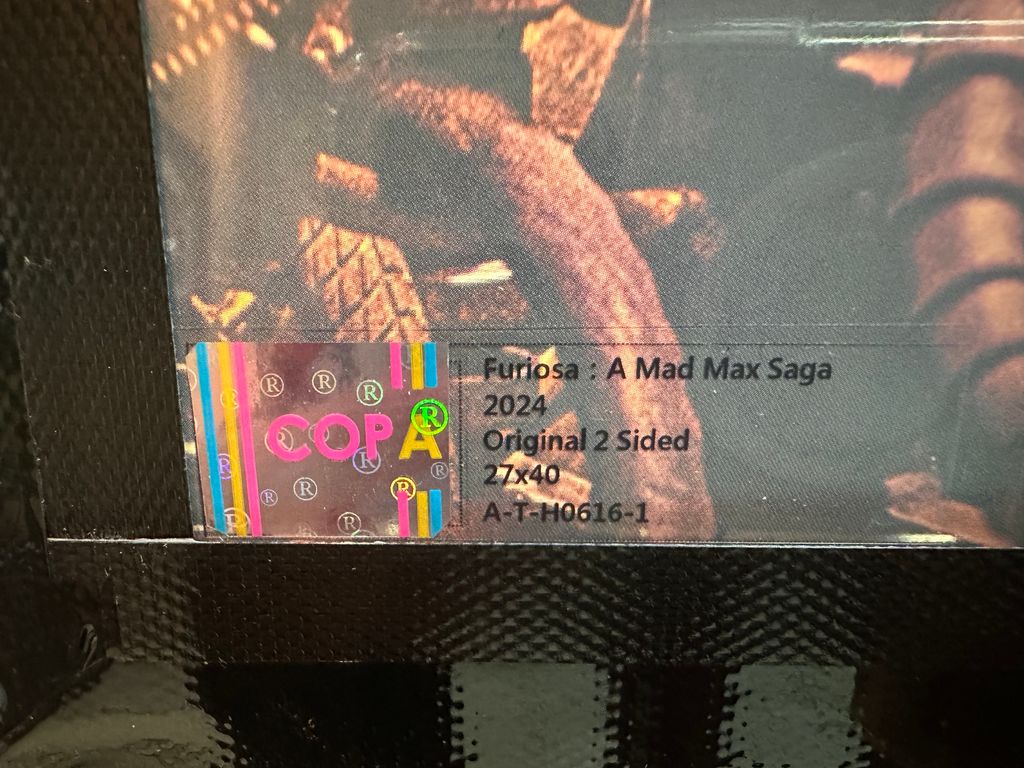 COPA
Furiosa : A Mad Max Saga
2024
Original 2 Sided
27x40
A-T-H0616-1